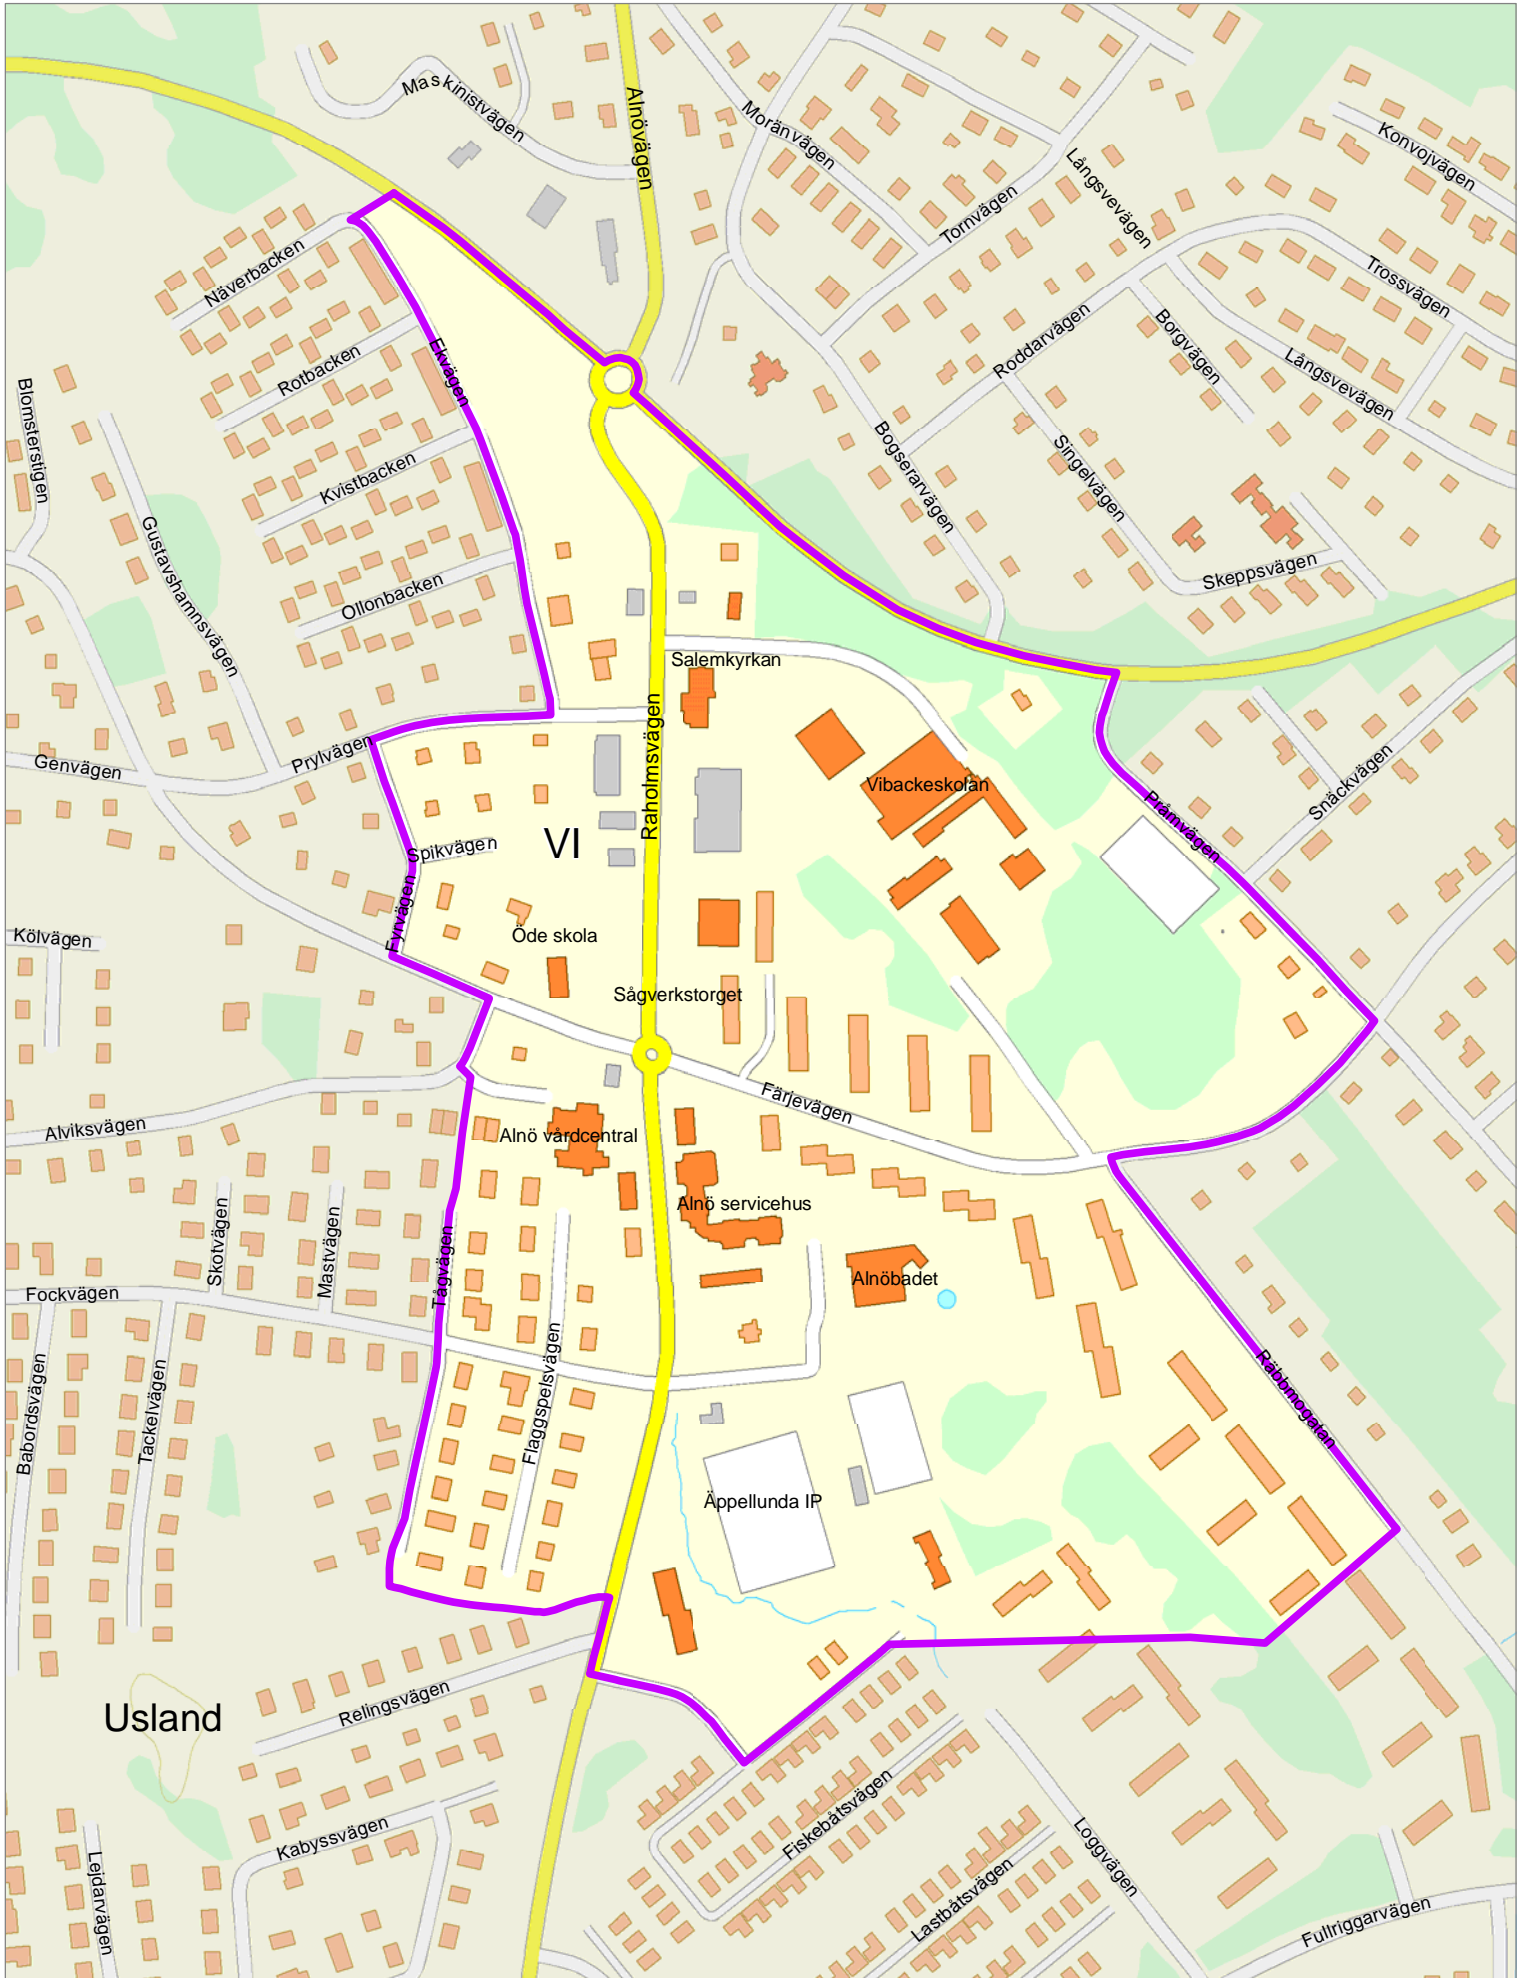 Maskinistvägen
Alnövägen
Moränvägen
Långsvevägen
Tornvägen
Konvojvägen
Trossvägen
Näverbacken
Rotbacken
Ekvägen
Roddarvägen
Borgvägen
Långsvevägen
Blomsterstigen
Kvistbacken
Bogserarvägen
Singelvägen
Gustavshamnsvägen
Ollonbacken
Skeppsvägen
Salemkyrkan
Raholmsvägen
Genvägen
Prylvägen
Vibackeskolan
Pråmvägen
Snäckvägen
Spikvägen
VI
Fyrvägen
Öde skola
Kölvägen
Sågverkstorget
Färjevägen
Alviksvägen
Alnö vårdcentral
Alnö servicehus
Skotvägen
Mastvägen
Tågvägen
Alnöbadet
Fockvägen
Babordsvägen
Tackelvägen
Flaggspelsvägen
Räbbmogatan
Äppellunda IP
Usland
Relingsvägen
Kabyssvägen
Fiskebåtsvägen
Loggvägen
Lejdarvägen
Lastbåtsvägen
Fullriggarvägen